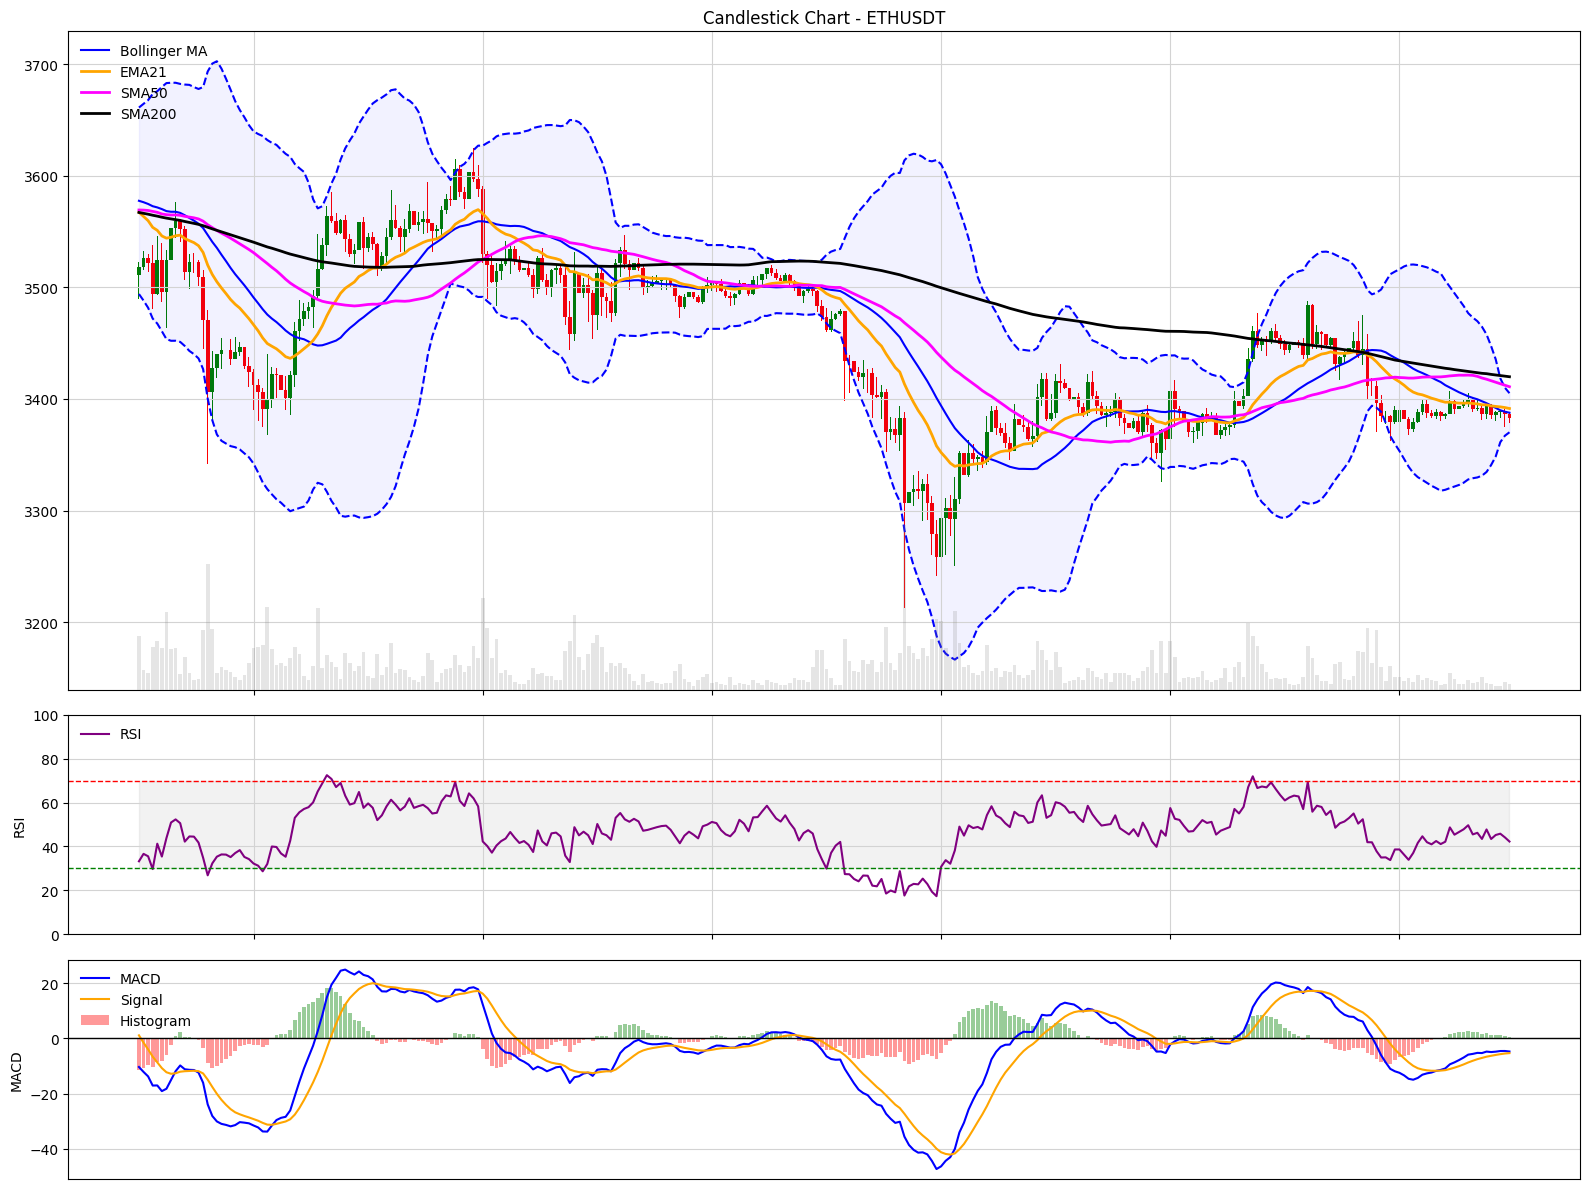 Candlestick Chart - ETHUSDT
Bollinger MA
EMA21
SMA50
SMA200
3700
3600
3500
3400
3300
3200
RSI
100
80
60
40
20
0
RSI
MACD
Signal
Histogram
20
0
−20
−40
MACD